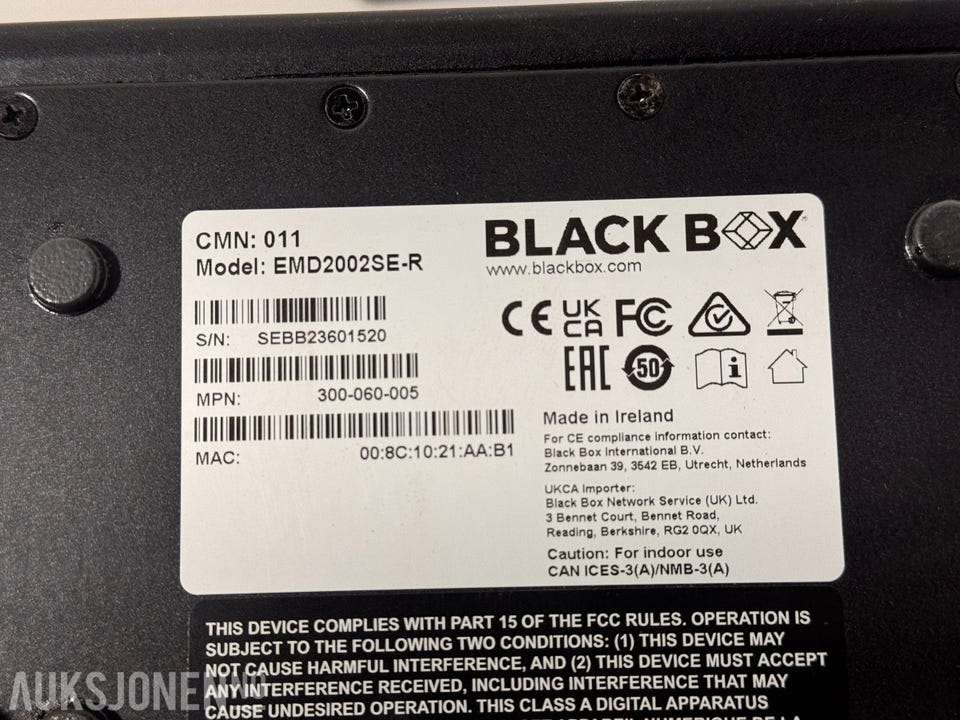 CMN: 011
Model: EMD2002SE-R
S/N: SEBB23601520
MPN: 300-060-005
MAC: 00:8C:10:21:AA:B1
BLACK BOX
www.blackbox.com
CE UK CA FC
EAC 50 i
Made in Ireland
For CE compliance information contact:
Black Box International B.V.
Zonnebaan 39, 3542 EB, Utrecht, Netherlands
UKCA Importer:
Black Box Network Service (UK) Ltd.
3 Bennet Court, Bennet Road,
Reading, Berkshire, RG2 0QX, UK
Caution: For indoor use
CAN ICES-3(A)/NMB-3(A)
THIS DEVICE COMPLIES WITH PART 15 OF THE FCC RULES. OPERATION IS
SUBJECT TO THE FOLLOWING TWO CONDITIONS: (1) THIS DEVICE MAY
NOT CAUSE HARMFUL INTERFERENCE, AND (2) THIS DEVICE MUST ACCEPT
ANY INTERFERENCE RECEIVED, INCLUDING INTERFERENCE THAT MAY
CAUSE UNDESIRED OPERATION. THIS CLASS A DIGITAL APPARATUS
APPAREIL NUMERIQUE DE LA
AUKSJONEN.NO